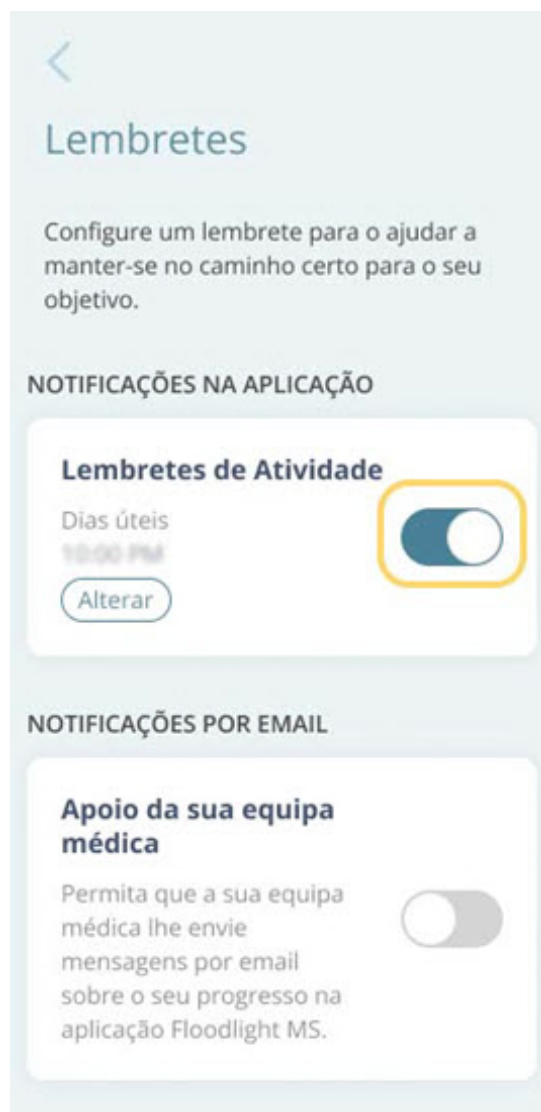 Lembretes
Configure um lembrete para o ajudar a
manter-se no caminho certo para o seu
objetivo.
NOTIFICAÇÕES NA APLICAÇÃO
Lembretes de Atividade
Dias úteis
Alterar
NOTIFICAÇÕES POR EMAIL
Apoio da sua equipa
médica
Permita que a sua equipa
médica lhe envie
mensagens por email
sobre o seu progresso na
aplicação Floodlight MS.